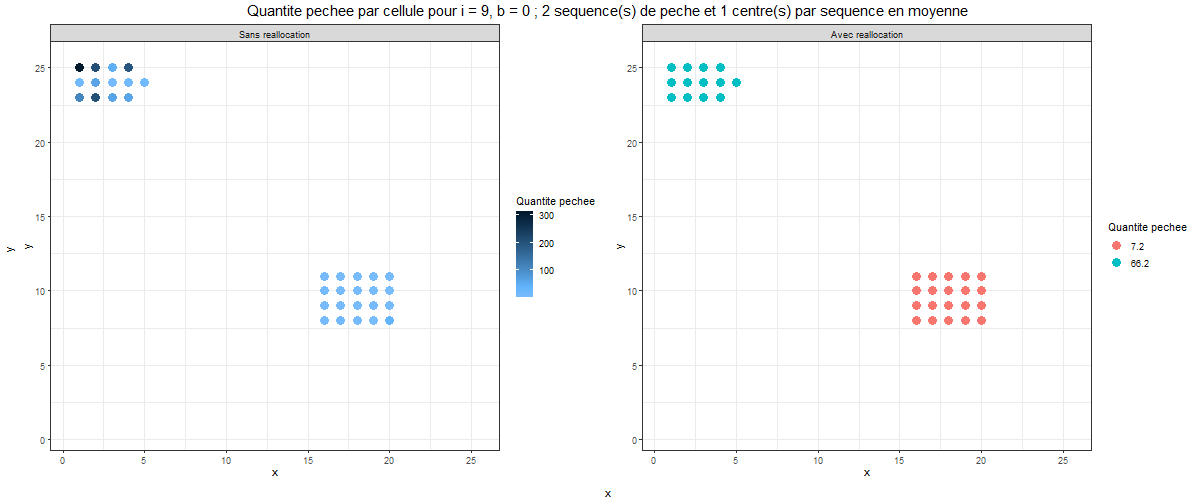 Quantite pechee par cellule pour i = 9, b = 0 ; 2 sequence(s) de peche et 1 centre(s) par sequence en moyenne
Sans reallocation
25
20
15
10
5
0
0 5 10 15 20 25
x
y
y
Quantite pechee
300
200
100
Avec reallocation
25
20
15
10
5
0
0 5 10 15 20 25
x
y
Quantite pechee
7.2
66.2
x